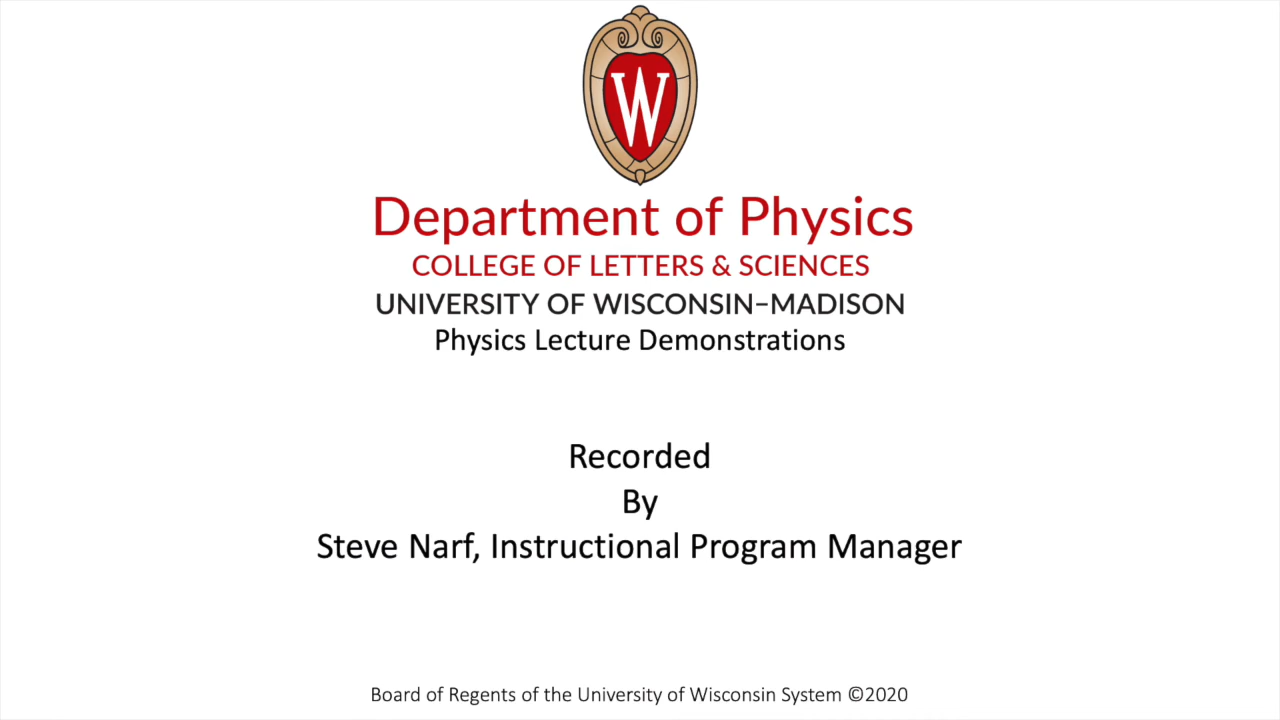 W
Department of Physics
COLLEGE OF LETTERS & SCIENCES
UNIVERSITY OF WISCONSIN–MADISON
Physics Lecture Demonstrations
Recorded
By
Steve Narf, Instructional Program Manager
Board of Regents of the University of Wisconsin System ©2020